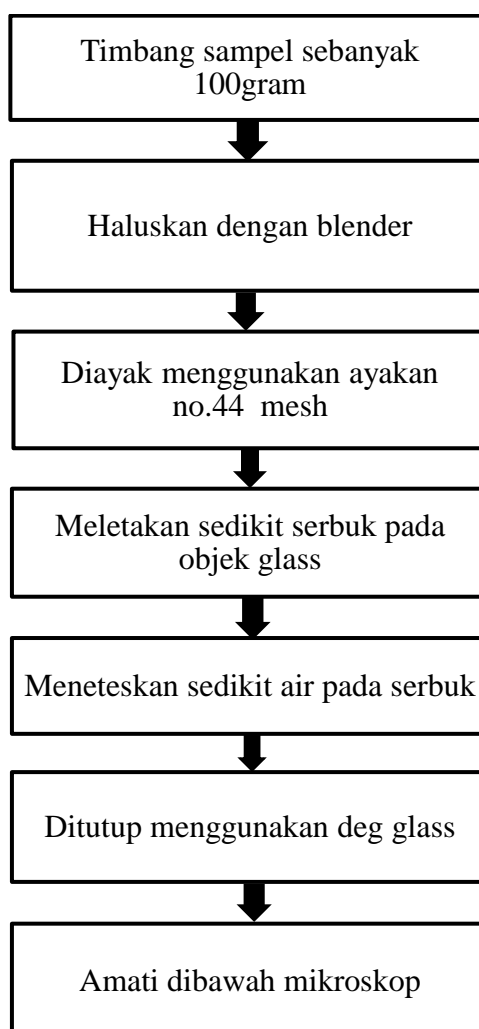 Timbang sampel sebanyak
100gram
Haluskan dengan blender
Diayak menggunakan ayakan
no.44 mesh
Meletakan sedikit serbuk pada
objek glass
Meneteskan sedikit air pada serbuk
Ditutup menggunakan deg glass
Amati dibawah mikroskop